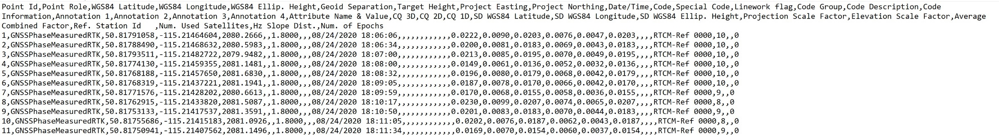 Point Id,Point Role,WGS84 Latitude,WGS84 Longitude,WGS84 Ellip. Height,Geoid Separation,Target Height,Project Easting,Project Northing,Date/Time,Code,Special Code,Linework flag,Code Group,Code Description,Code
Information,Annotation 1,Annotation 2,Annotation 3,Annotation 4,Attribute Name & Value,CQ 3D,CQ 2D,CQ 1D,SD WGS84 Latitude,SD WGS84 Longitude,SD WGS84 Ellip. Height,Projection Scale Factor,Elevation Scale Factor,Average
Combined Factor,Ref. Station Id   ,Num. Used Satellites,Hz Slope Dist.,Num. of Epochs
1,GNSSPhaseMeasuredRTK,50.81791058,-115.21464604,2080.2666,,1.8000,,,08/24/2020 18:06:06,,,,,,,,,,,,0.0222,0.0090,0.0203,0.0076,0.0047,0.0203,,,,RTCM-Ref 0000,10,,0
2,GNSSPhaseMeasuredRTK,50.81788490,-115.21468632,2080.5983,,1.8000,,,08/24/2020 18:06:34,,,,,,,,,,,,0.0200,0.0081,0.0183,0.0069,0.0043,0.0183,,,,RTCM-Ref 0000,10,,0
3,GNSSPhaseMeasuredRTK,50.81793511,-115.21482722,2079.9482,,1.8000,,,08/24/2020 18:07:00,,,,,,,,,,,,0.0213,0.0085,0.0195,0.0070,0.0049,0.0195,,,,RTCM-Ref 0000,10,,0
4,GNSSPhaseMeasuredRTK,50.81774130,-115.21459355,2081.1481,,1.8000,,,08/24/2020 18:08:00,,,,,,,,,,,,0.0149,0.0061,0.0136,0.0052,0.0032,0.0136,,,,RTCM-Ref 0000,10,,0
5,GNSSPhaseMeasuredRTK,50.81768188,-115.21457650,2081.6830,,1.8000,,,08/24/2020 18:08:32,,,,,,,,,,,,0.0196,0.0080,0.0179,0.0068,0.0042,0.0179,,,,RTCM-Ref 0000,10,,0
6,GNSSPhaseMeasuredRTK,50.81768319,-115.21437221,2081.1941,,1.8000,,,08/24/2020 18:09:05,,,,,,,,,,,,0.0187,0.0078,0.0170,0.0066,0.0042,0.0170,,,,RTCM-Ref 0000,10,,0
7,GNSSPhaseMeasuredRTK,50.81771576,-115.21428202,2080.6613,,1.8000,,,08/24/2020 18:09:59,,,,,,,,,,,,0.0170,0.0068,0.0155,0.0058,0.0036,0.0155,,,,RTCM-Ref 0000,9,,0
8,GNSSPhaseMeasuredRTK,50.81762915,-115.21433820,2081.5087,,1.8000,,,08/24/2020 18:10:17,,,,,,,,,,,,0.0230,0.0099,0.0207,0.0074,0.0065,0.0207,,,,RTCM-Ref 0000,8,,0
9,GNSSPhaseMeasuredRTK,50.81753133,-115.21417537,2081.3591,,1.8000,,,08/24/2020 18:10:50,,,,,,,,,,,,0.0201,0.0083,0.0183,0.0070,0.0044,0.0183,,,,RTCM-Ref 0000,9,,0
10,GNSSPhaseMeasuredRTK,50.81755686,-115.21415183,2081.0926,,1.8000,,,08/24/2020 18:11:05,,,,,,,,,,,,0.0202,0.0076,0.0187,0.0062,0.0043,0.0187,,,,RTCM-Ref 0000,8,,0
11,GNSSPhaseMeasuredRTK,50.81750941,-115.21407562,2081.1496,,1.8000,,,08/24/2020 18:11:34,,,,,,,,,,,,0.0169,0.0070,0.0154,0.0060,0.0037,0.0154,,,,RTCM-Ref 0000,9,,0